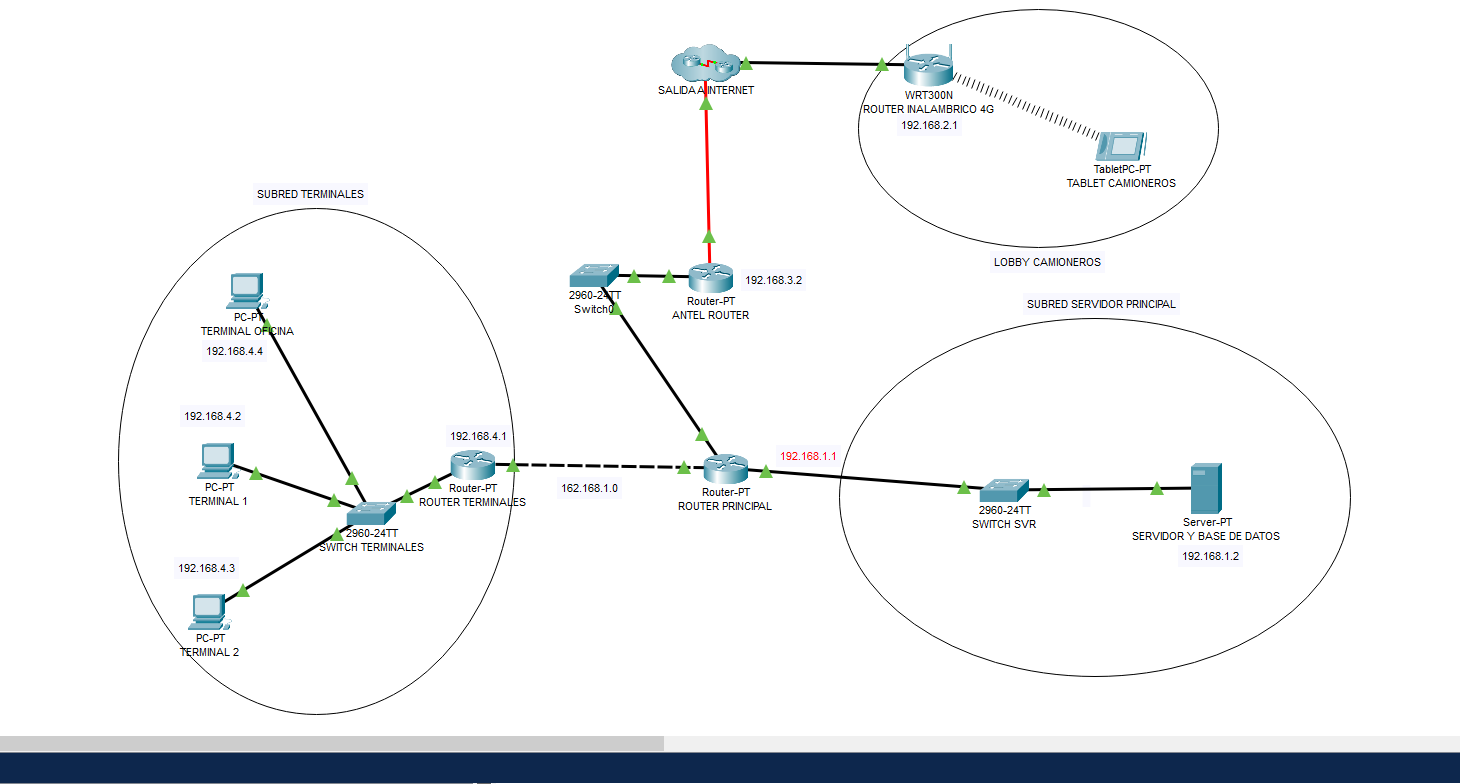 SALIDA A INTERNET
WRT300N
ROUTER INALAMBRICO 4G
192.168.2.1
TabletPC-PT
TABLET CAMIONEROS
LOBBY CAMIONEROS
SUBRED TERMINALES
PC-PT
TERMINAL OFICINA
192.168.4.4
192.168.4.2
PC-PT
TERMINAL 1
192.168.4.3
PC-PT
TERMINAL 2
2960-24TT
SWITCH TERMINALES
192.168.4.1
Router-PT
ROUTER TERMINALES
162.168.1.0
2960-24TT
Switch0
Router-PT
ANTEL ROUTER
192.168.3.2
Router-PT
ROUTER PRINCIPAL
192.168.1.1
SUBRED SERVIDOR PRINCIPAL
2960-24TT
SWITCH SVR
Server-PT
SERVIDOR Y BASE DE DATOS
192.168.1.2